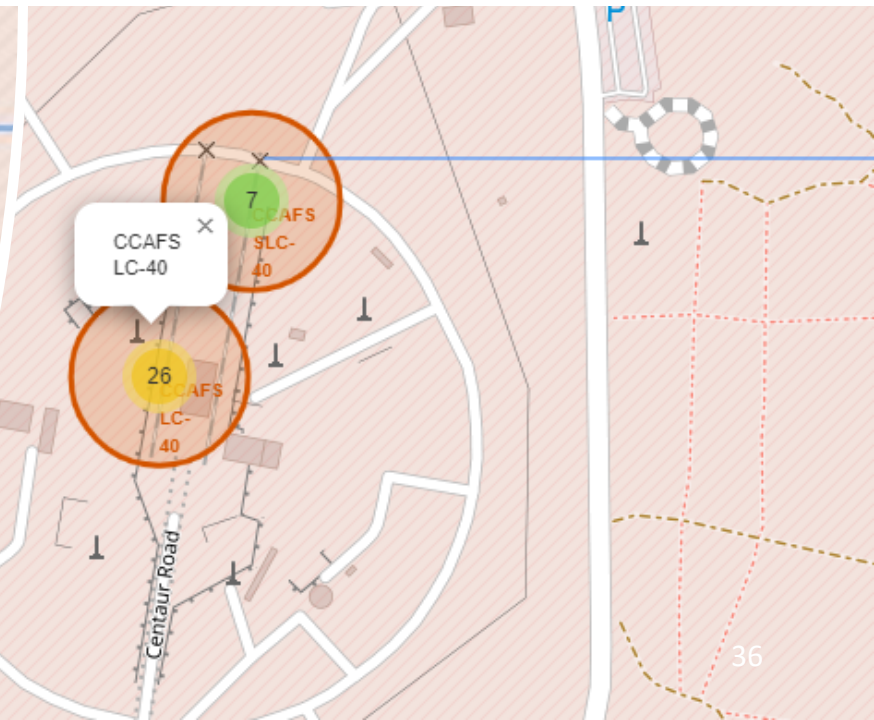 P
7
CCAFS
SLC-
40
CCAFS
LC-40
×
26
CCAFS
LC-
40
Centaur Road
36